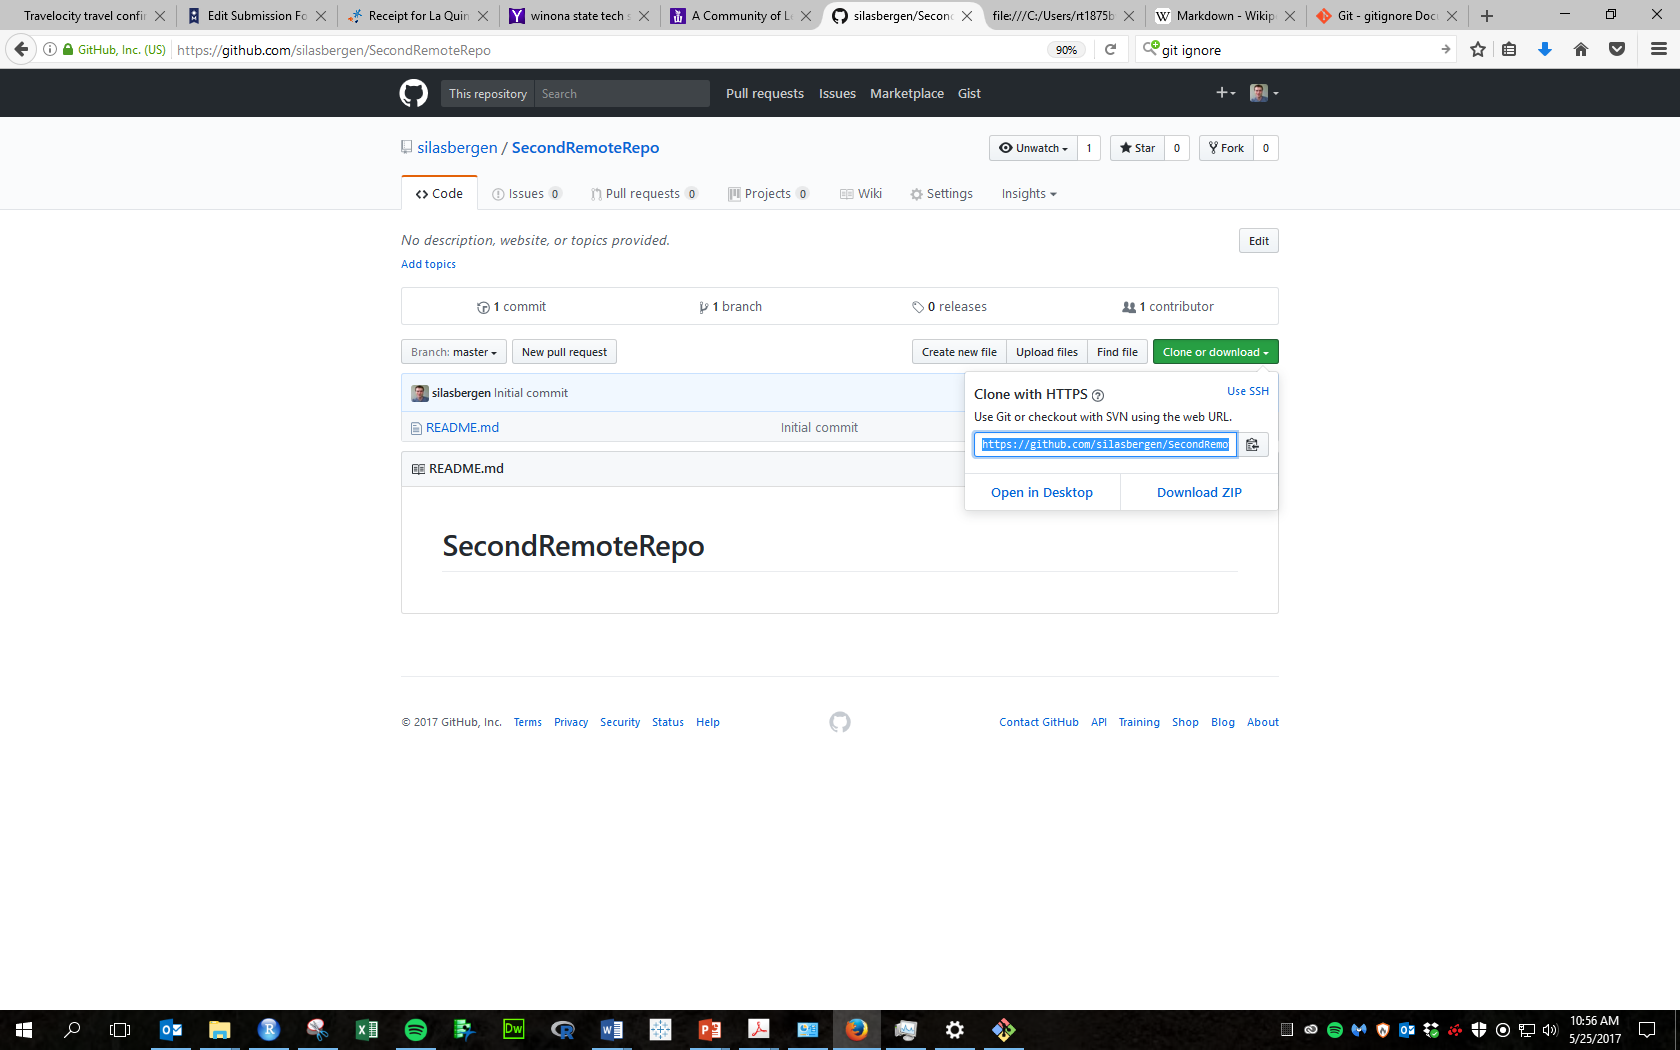 Travelocity travel confir
Edit Submission Fo
Receipt for La Quin
winona state tech s
A Community of Le
silasbergen/Second
file:///C:/Users/rt1875b
Markdown - Wikip
Git - gitignore Doc
GitHub, Inc. (US)
https://github.com/silasbergen/SecondRemoteRepo
90%
git ignore
This repository
Search
Pull requests
Issues
Marketplace
Gist
silasbergen / SecondRemoteRepo
Unwatch 1
Star 0
Fork 0
Code
Issues 0
Pull requests 0
Projects 0
Wiki
Settings
Insights
No description, website, or topics provided.
Edit
Add topics
1 commit
1 branch
0 releases
1 contributor
Branch: master
New pull request
Create new file
Upload files
Find file
Clone or download
silasbergen Initial commit
README.md
Initial commit
Clone with HTTPS
Use SSH
Use Git or checkout with SVN using the web URL.
https://github.com/silasbergen/SecondRemo
Open in Desktop
Download ZIP
README.md
SecondRemoteRepo
© 2017 GitHub, Inc.
Terms
Privacy
Security
Status
Help
Contact GitHub
API
Training
Shop
Blog
About
Dw
10:56 AM
5/25/2017